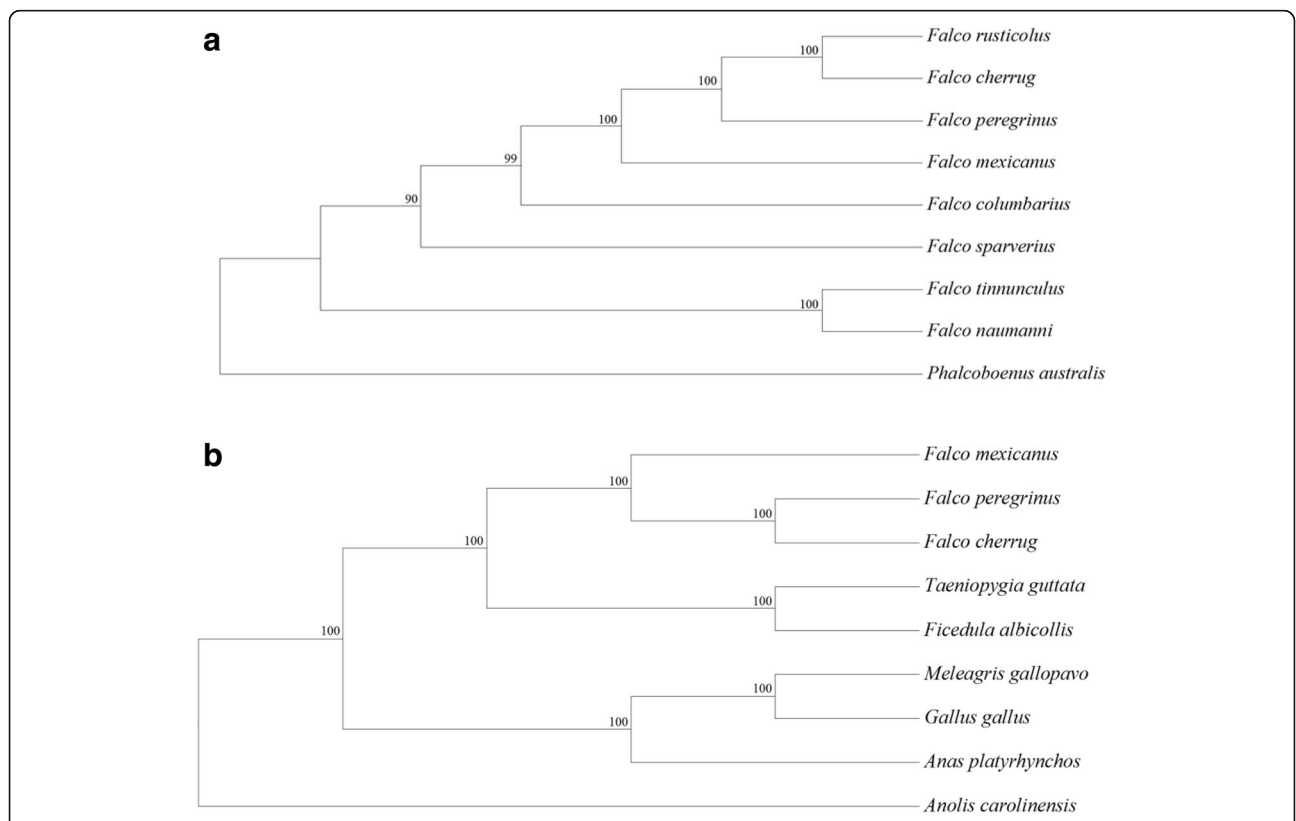 a
Falco rusticolus
100
Falco cherrug
100
Falco peregrinus
100
Falco mexicanus
99
Falco columbarius
90
Falco sparverius
Falco tinnunculus
100
Falco naumanni
Phalcoboenus australis
b
Falco mexicanus
100
Falco peregrinus
100
Falco cherrug
100
Taeniopygia guttata
100
Ficedula albicollis
100
Meleagris gallopavo
100
Gallus gallus
100
Anas platyrhynchos
Anolis carolinensis